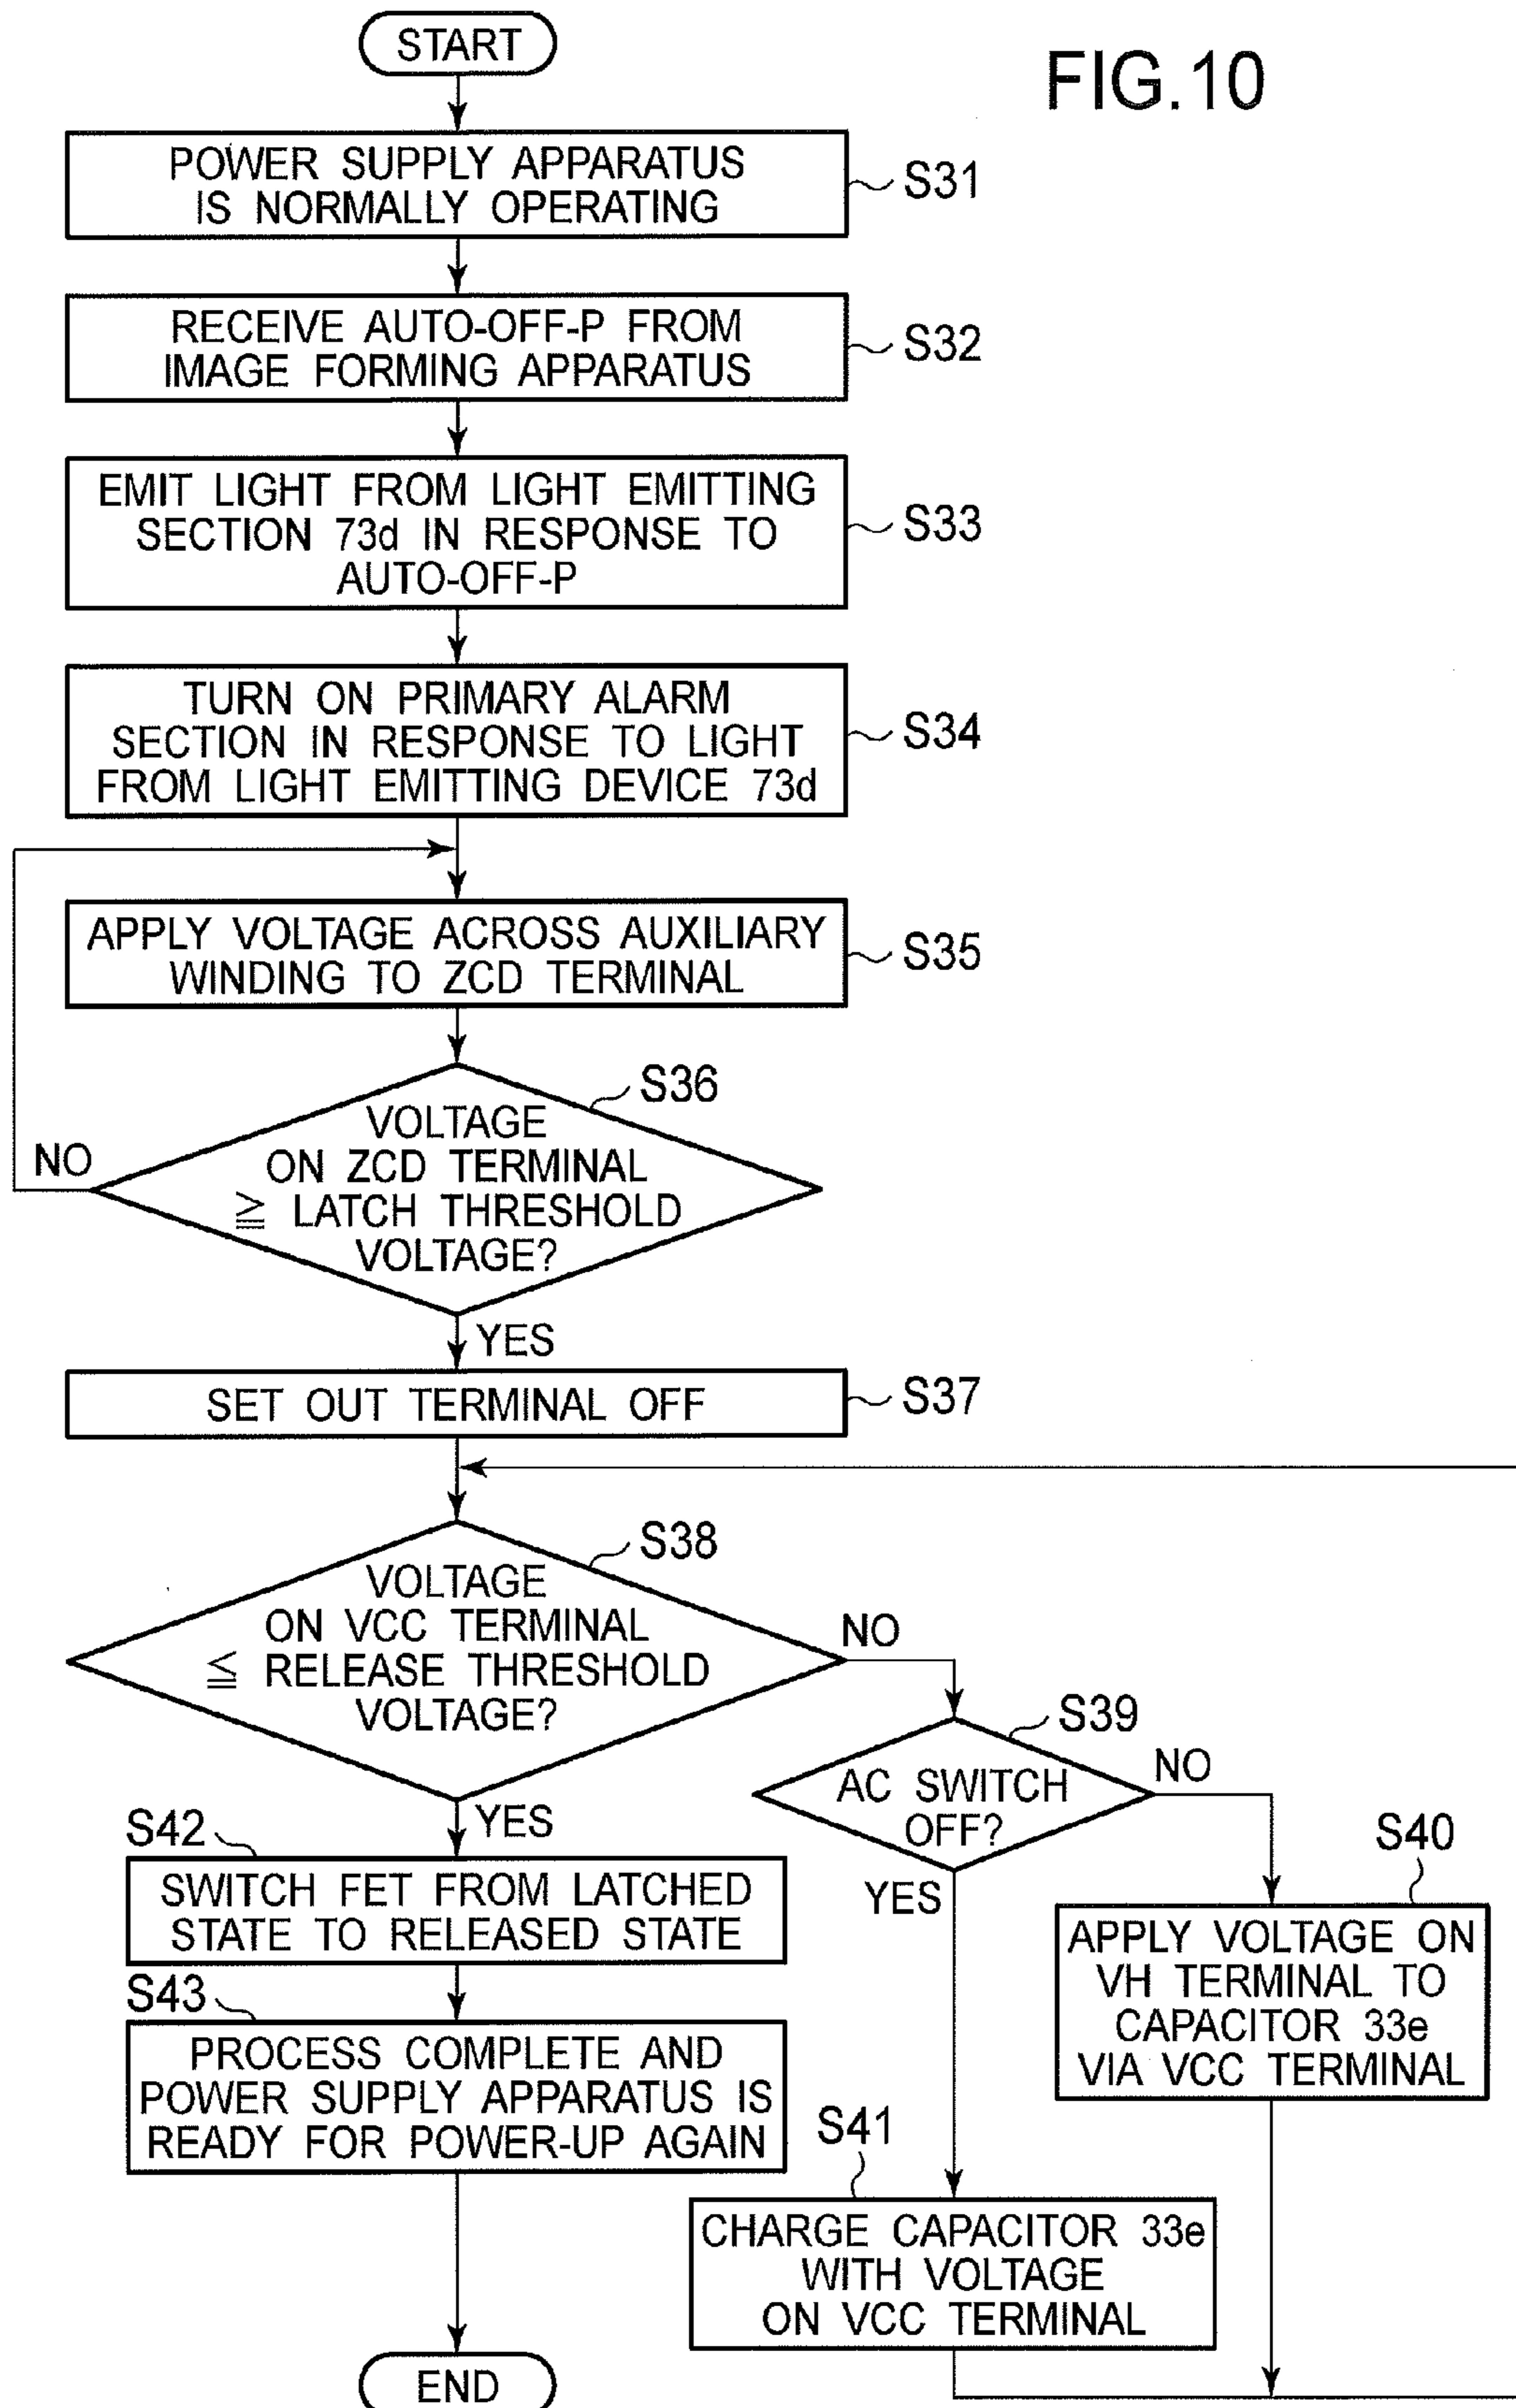 FIG.10
START
POWER SUPPLY APPARATUS
IS NORMALLY OPERATING
S31
RECEIVE AUTO-OFF-P FROM
IMAGE FORMING APPARATUS
S32
EMIT LIGHT FROM LIGHT EMITTING
SECTION 73d IN RESPONSE TO
AUTO-OFF-P
S33
TURN ON PRIMARY ALARM
SECTION IN RESPONSE TO LIGHT
FROM LIGHT EMITTING DEVICE 73d
S34
APPLY VOLTAGE ACROSS AUXILIARY
WINDING TO ZCD TERMINAL
S35
S36
VOLTAGE
ON ZCD TERMINAL
≧ LATCH THRESHOLD
VOLTAGE?
NO
YES
SET OUT TERMINAL OFF
S37
S38
VOLTAGE
ON VCC TERMINAL
≦ RELEASE THRESHOLD
VOLTAGE?
NO
YES
S39
AC SWITCH
OFF?
NO
YES
S40
APPLY VOLTAGE ON
VH TERMINAL TO
CAPACITOR 33e
VIA VCC TERMINAL
S41
CHARGE CAPACITOR 33e
WITH VOLTAGE
ON VCC TERMINAL
S42
SWITCH FET FROM LATCHED
STATE TO RELEASED STATE
S43
PROCESS COMPLETE AND
POWER SUPPLY APPARATUS IS
READY FOR POWER-UP AGAIN
END